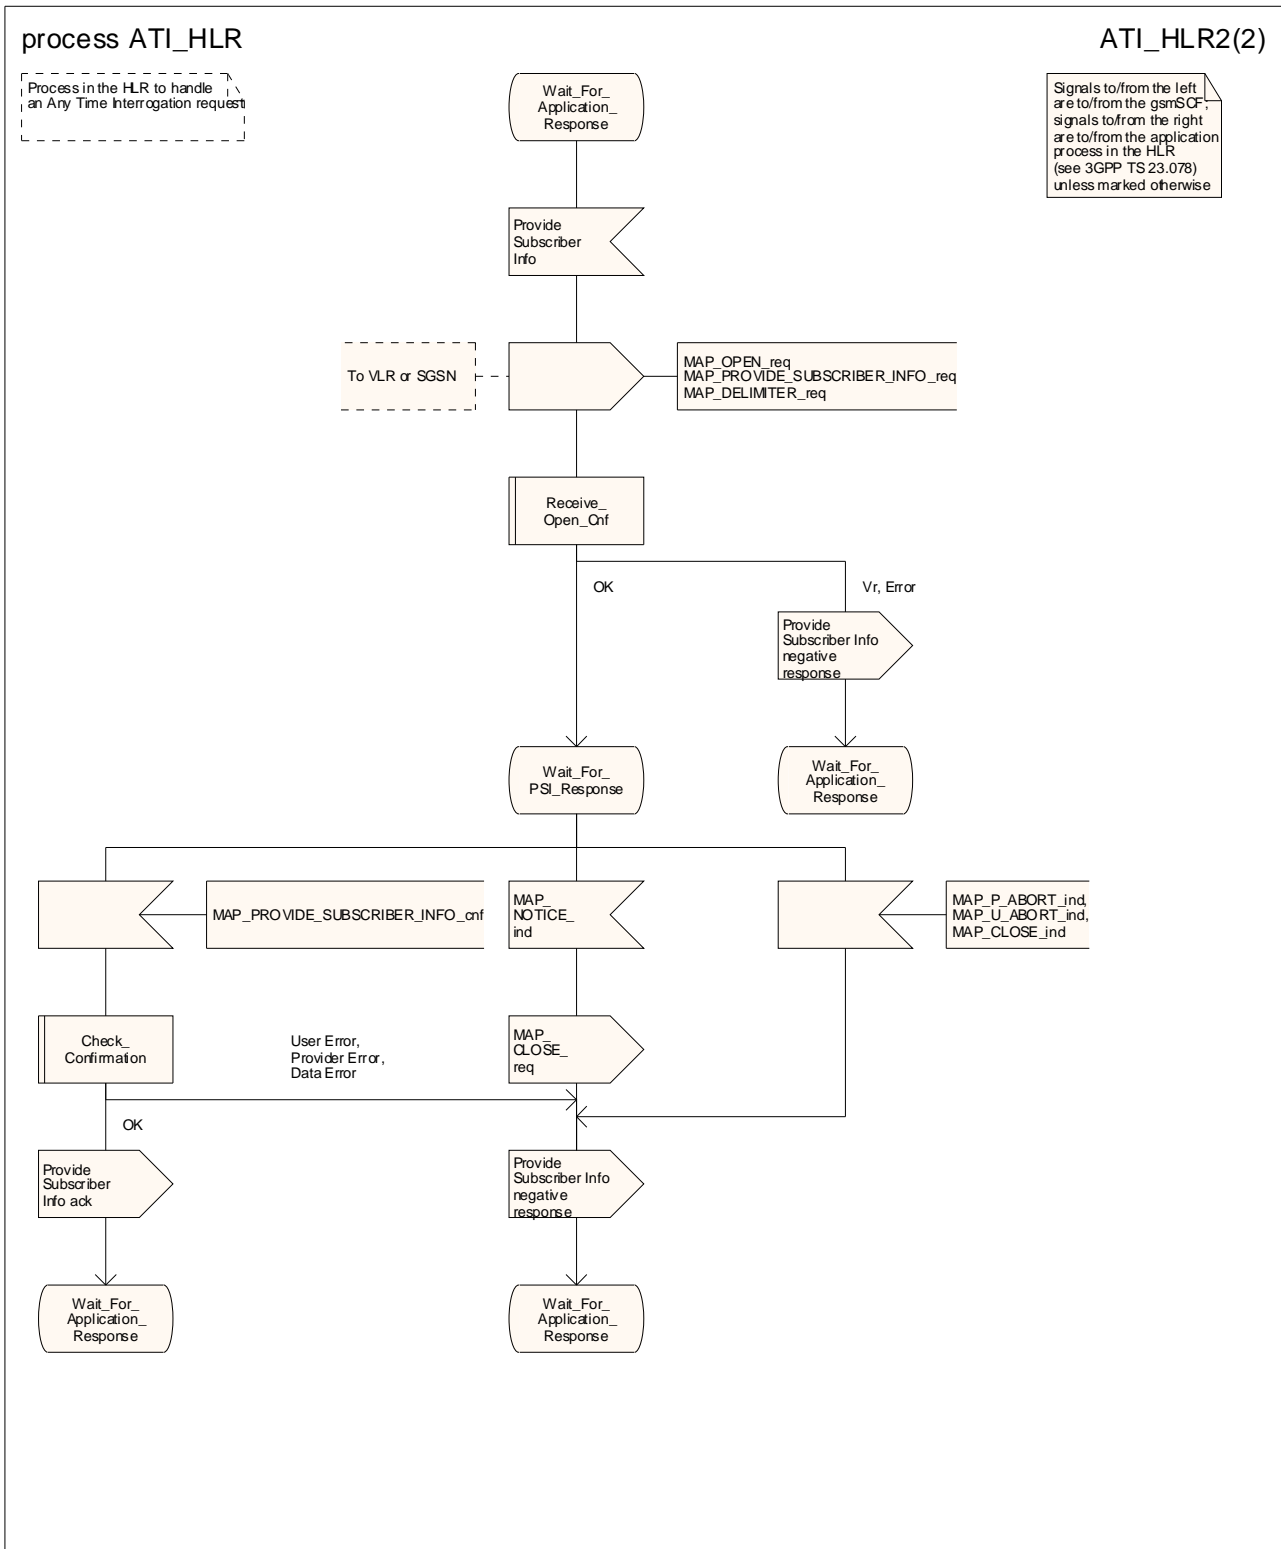 process ATI_HLR
ATI_HLR2(2)
Process in the HLR to handle
an Any Time Interrogation request
Wait_For_
Application_
Response
Signals to/from the left
are to/from the gsmSCF;
signals to/from the right
are to/from the application
process in the HLR
(see 3GPP TS 23.078)
unless marked otherwise
Provide
Subscriber
Info
To VLR or SGSN
MAP_OPEN_req
MAP_PROVIDE_SUBSCRIBER_INFO_req
MAP_DELIMITER_req
Receive_
Open_Cnf
OK
Vr, Error
Provide
Subscriber Info
negative
response
Wait_For_
PSI_Response
Wait_For_
Application_
Response
MAP_PROVIDE_SUBSCRIBER_INFO_cnf
MAP_
NOTICE_
ind
MAP_P_ABORT_ind,
MAP_U_ABORT_ind,
MAP_CLOSE_ind
Check_
Confirmation
User Error,
Provider Error,
Data Error
MAP_
CLOSE_
req
OK
Provide
Subscriber
Info ack
Provide
Subscriber Info
negative
response
Wait_For_
Application_
Response
Wait_For_
Application_
Response